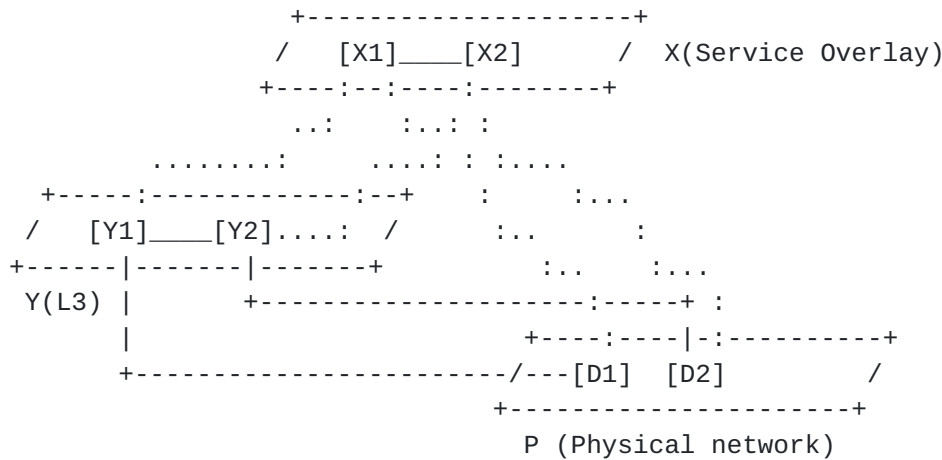 [X1]____[X2] X(Service Overlay)
[Y1]____[Y2]
Y(L3)
[D1] [D2]
P (Physical network)